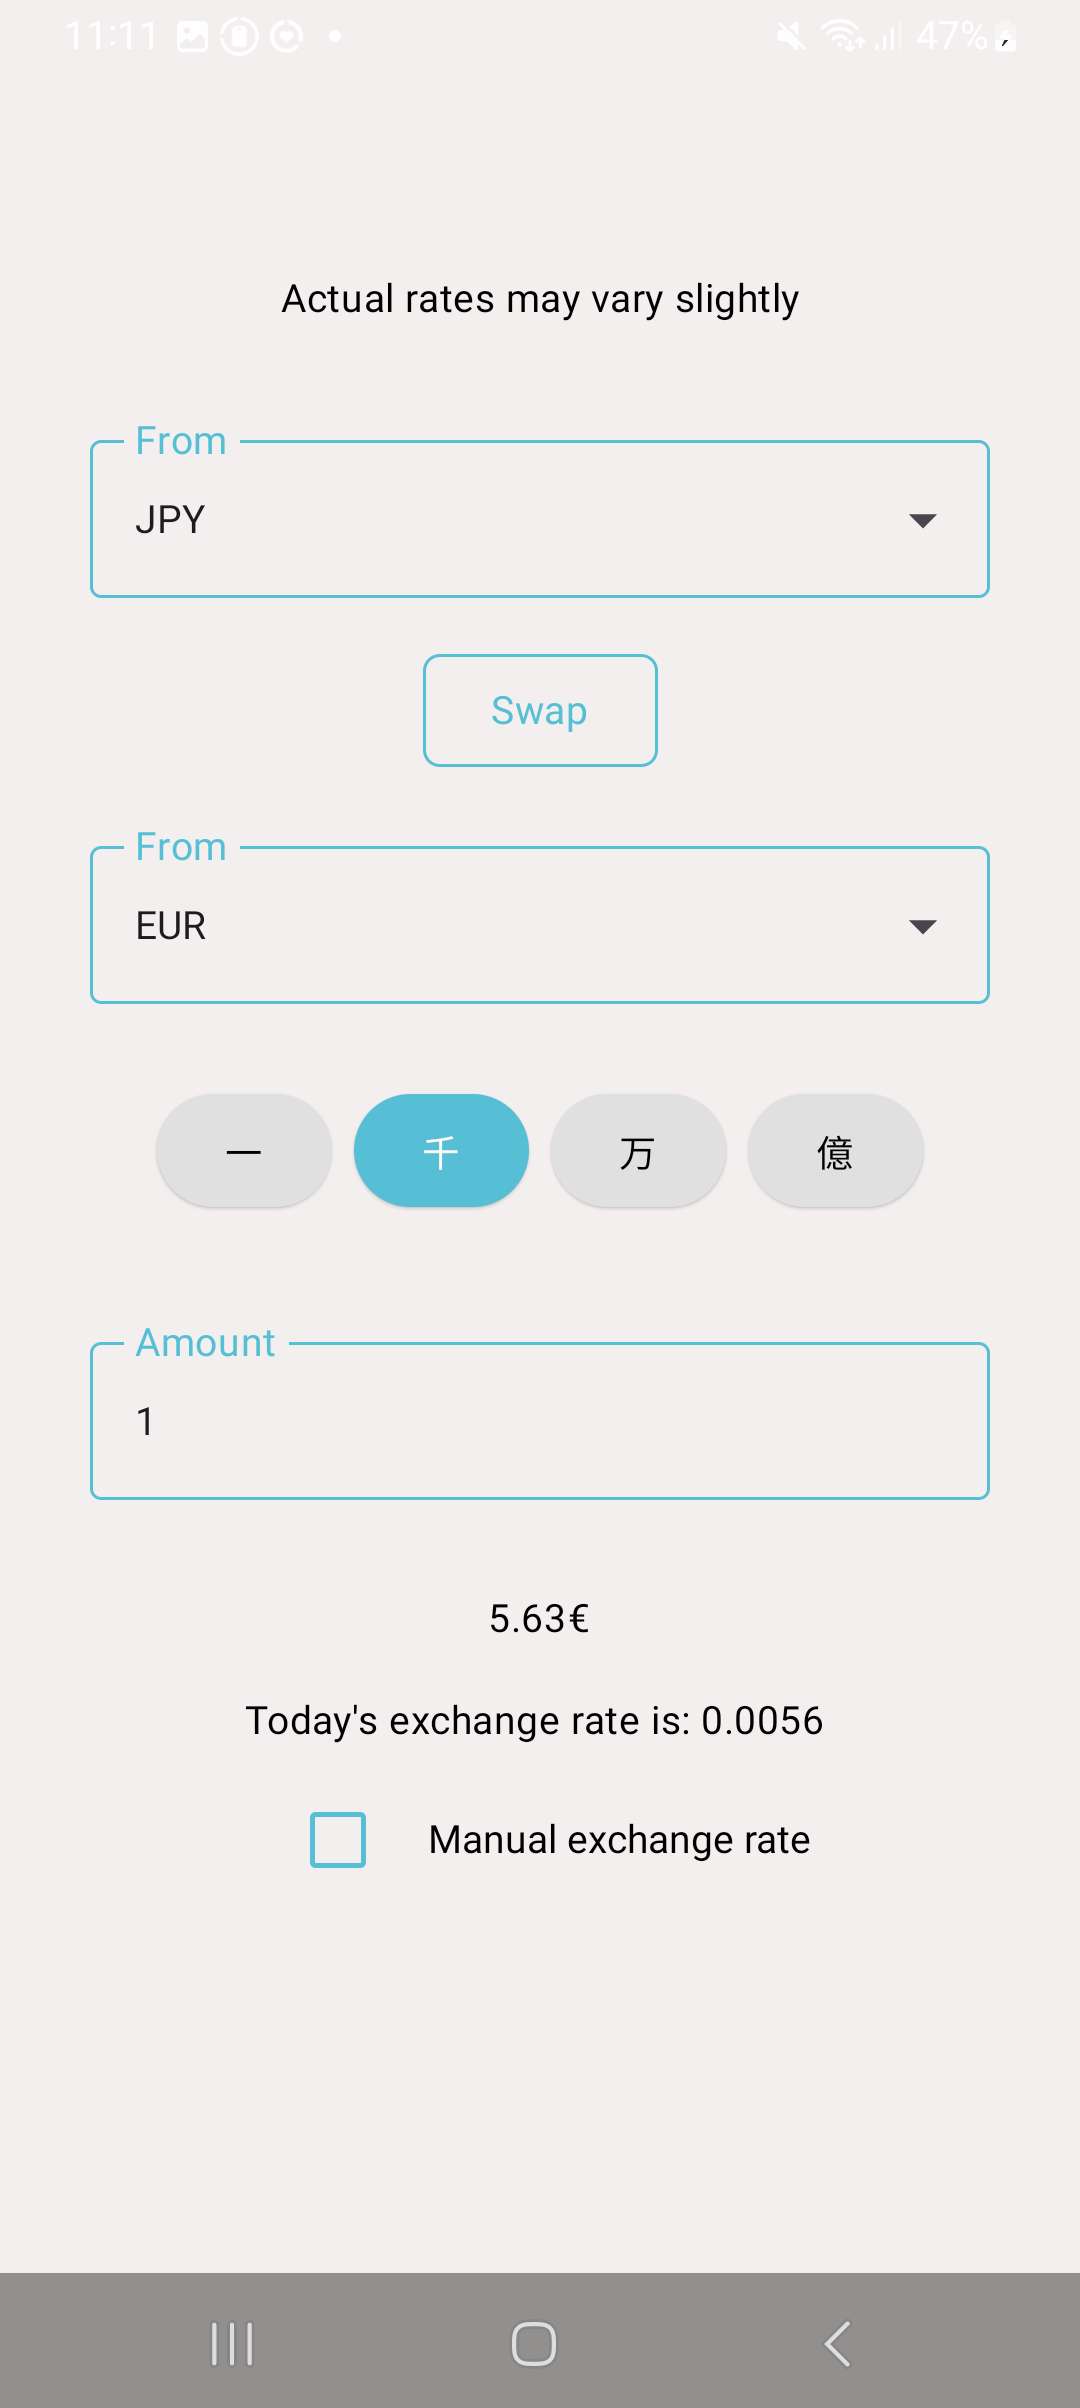 11:11 47%
Actual rates may vary slightly
From
JPY
Swap
From
EUR
一 千 万 億
Amount
1
5.63€
Today's exchange rate is: 0.0056
Manual exchange rate